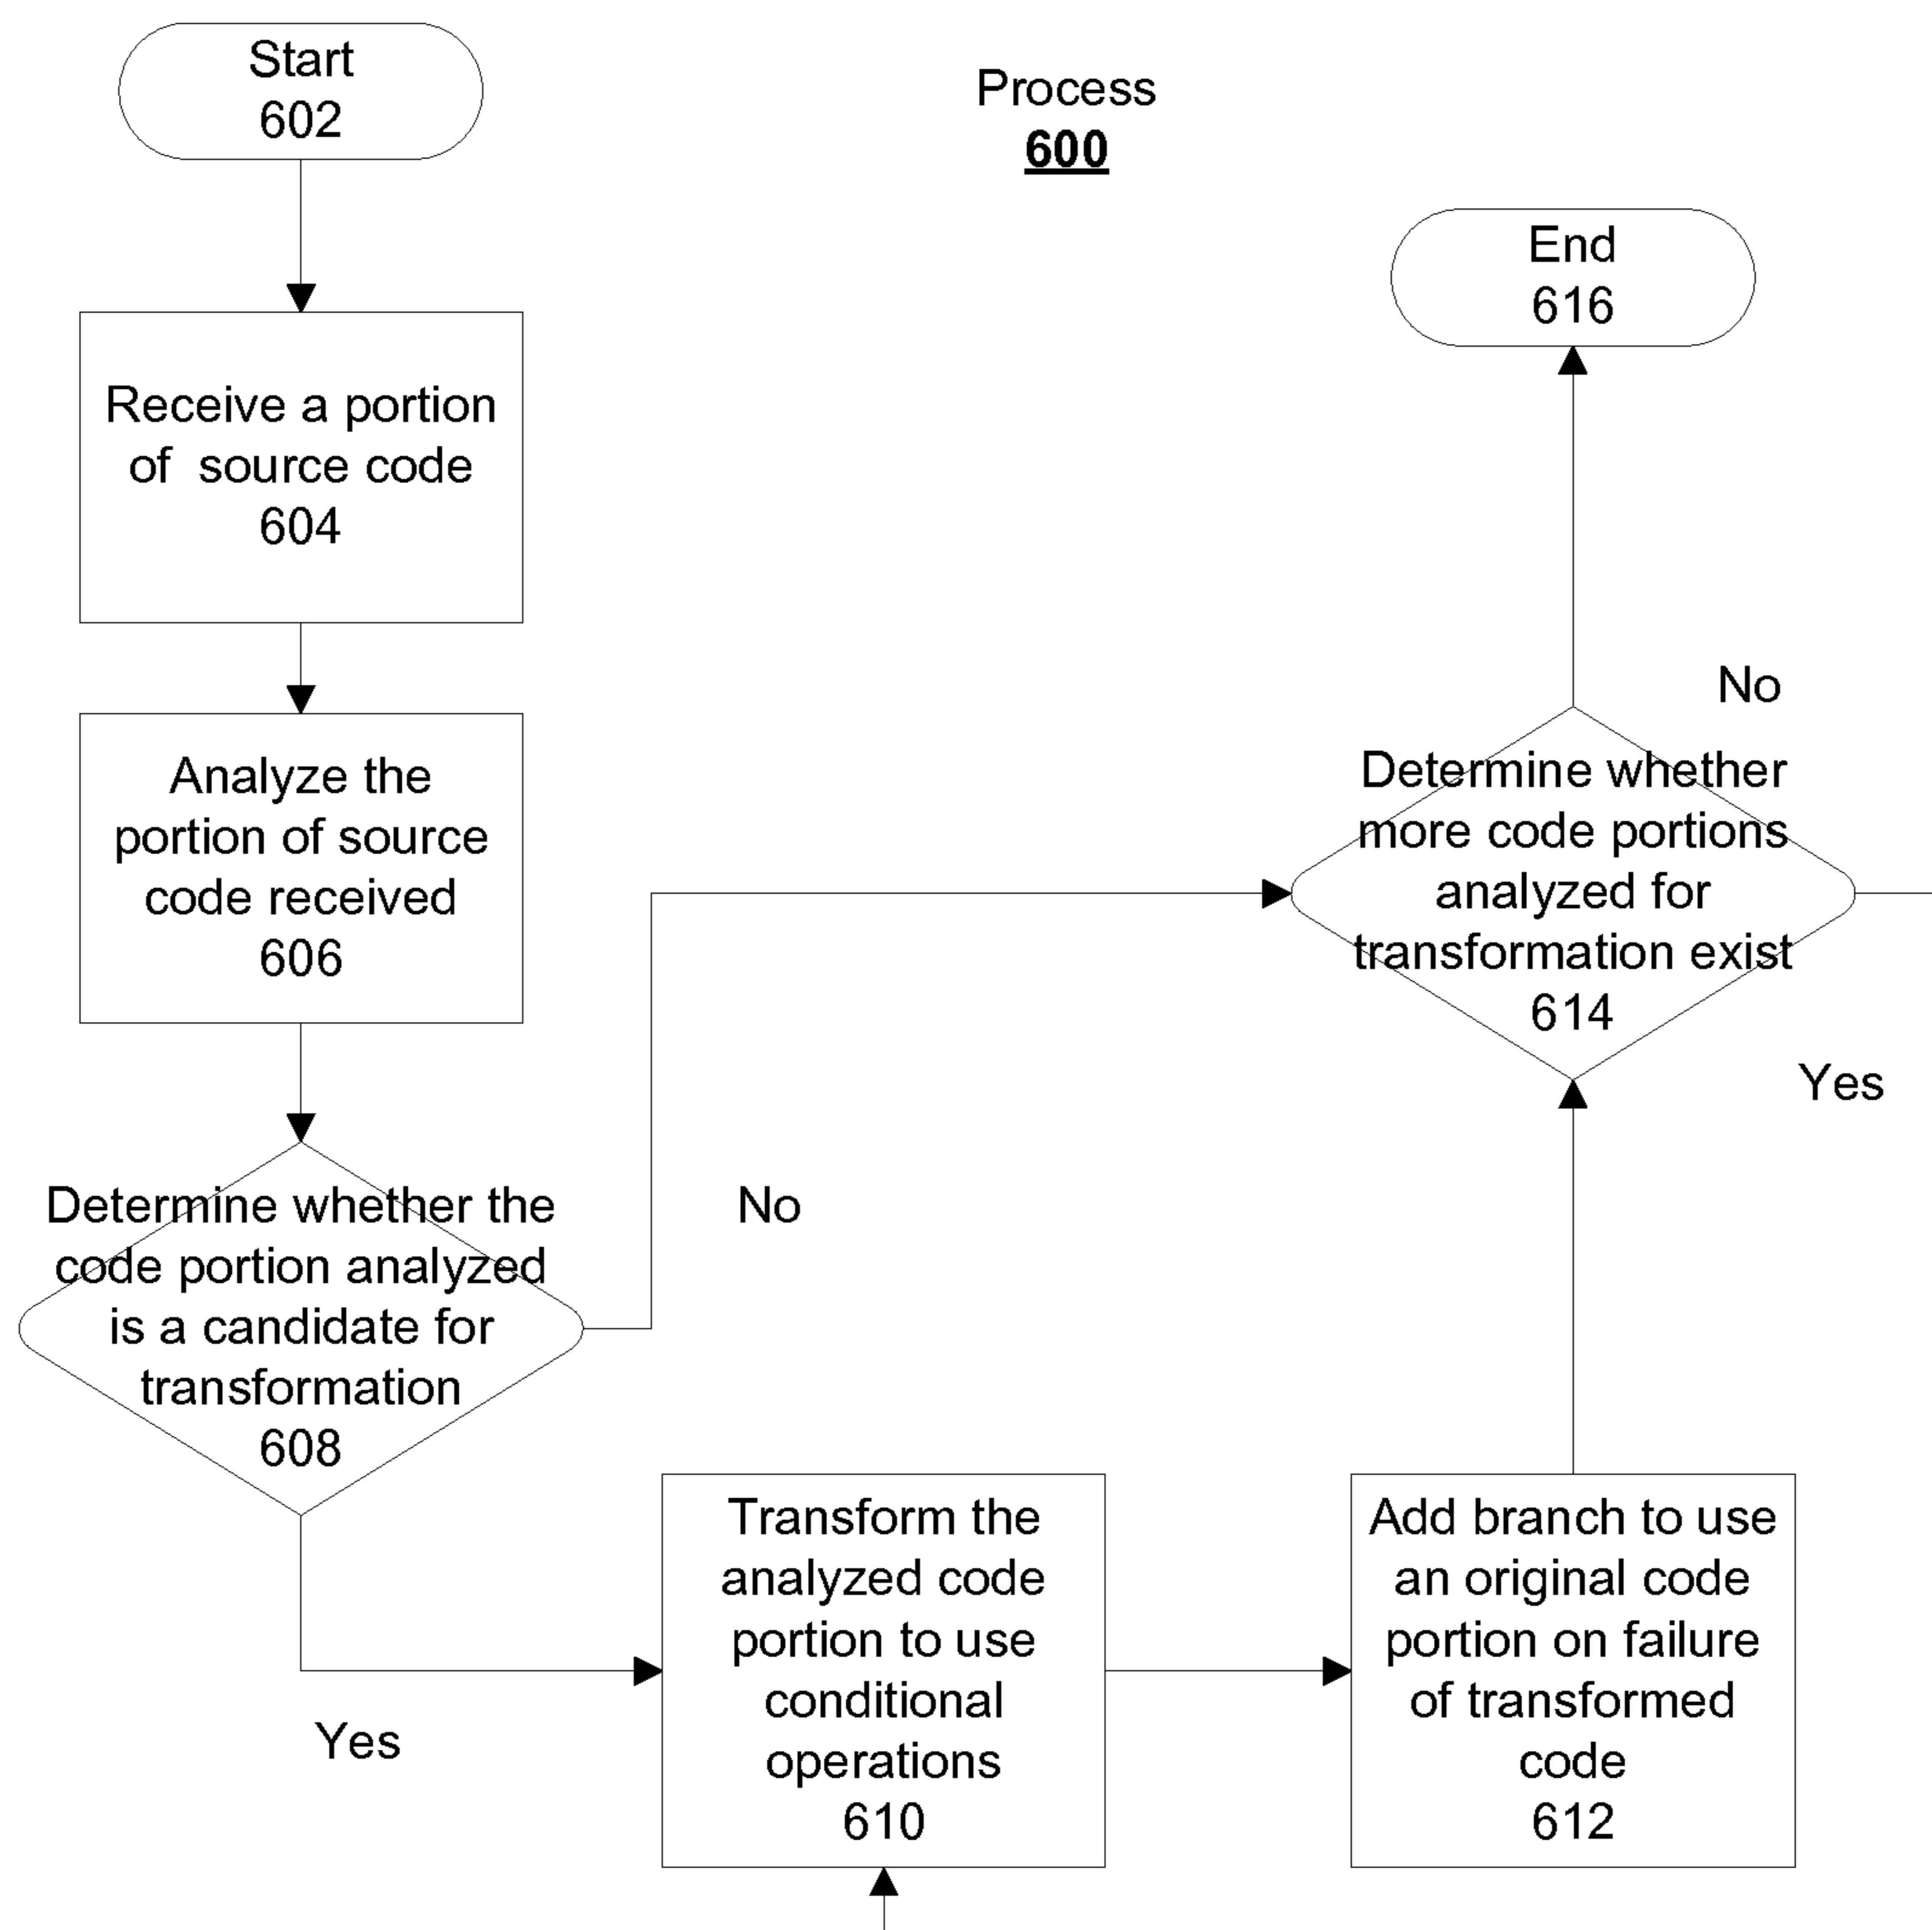 Start
602
Process
600
End
616
Receive a portion
of source code
604
Analyze the
portion of source
code received
606
No
Determine whether
more code portions
analyzed for
transformation exist
614
Yes
Determine whether the
code portion analyzed
is a candidate for
transformation
608
No
Yes
Transform the
analyzed code
portion to use
conditional
operations
610
Add branch to use
an original code
portion on failure
of transformed
code
612